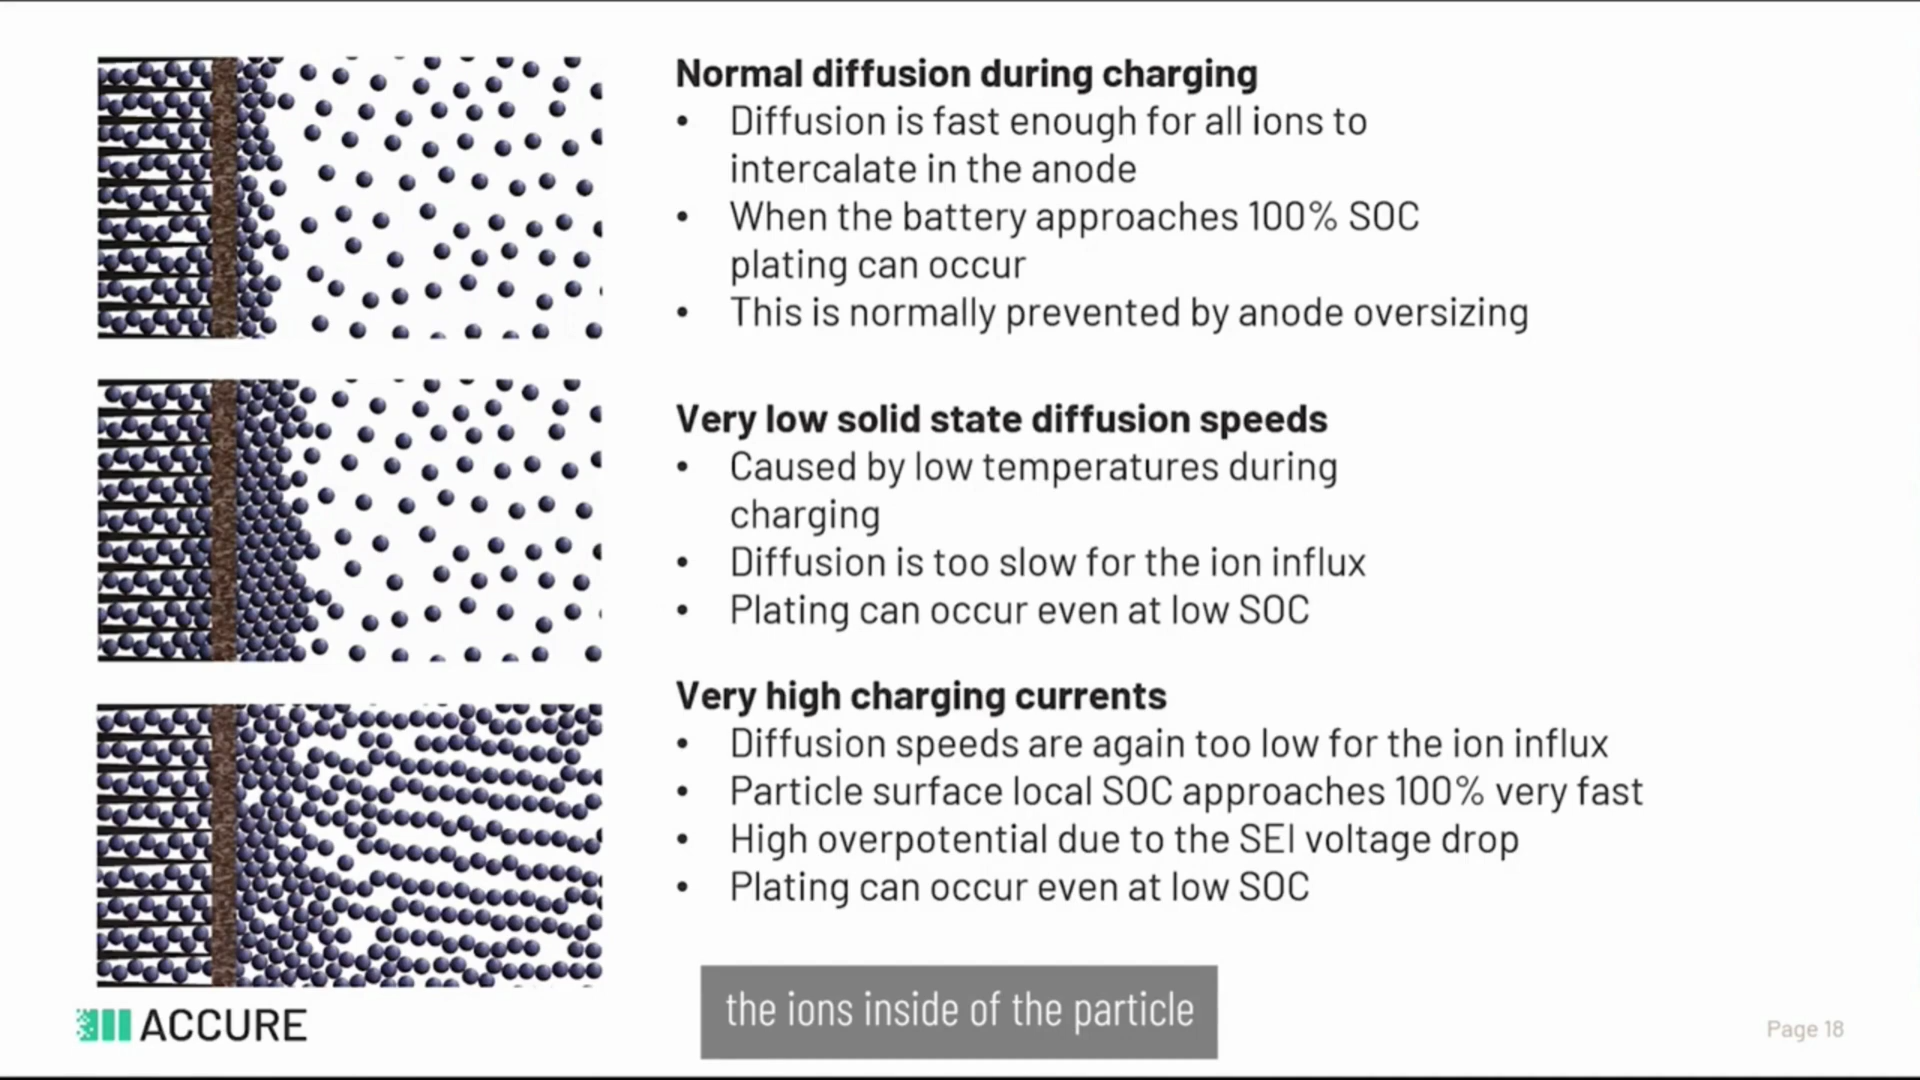 Normal diffusion during charging
• Diffusion is fast enough for all ions to
intercalate in the anode
• When the battery approaches 100% SOC
plating can occur
• This is normally prevented by anode oversizing
Very low solid state diffusion speeds
• Caused by low temperatures during
charging
• Diffusion is too slow for the ion influx
• Plating can occur even at low SOC
Very high charging currents
• Diffusion speeds are again too low for the ion influx
• Particle surface local SOC approaches 100% very fast
• High overpotential due to the SEI voltage drop
• Plating can occur even at low SOC
the ions inside of the particle
ACCURE
Page 18